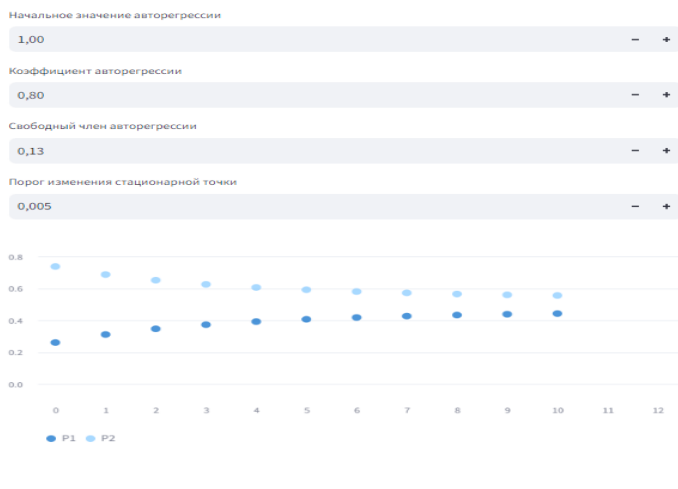 Начальное значение авторегрессии
1,00 − +
Коэффициент авторегрессии
0,80 − +
Свободный член авторегрессии
0,13 − +
Порог изменения стационарной точки
0,005 − +
0.8
0.6
0.4
0.2
0.0
0 1 2 3 4 5 6 7 8 9 10 11 12
P1 P2